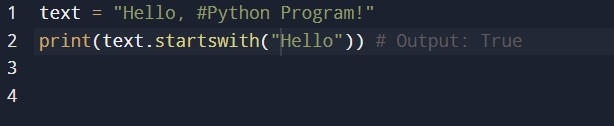 1 text = "Hello, #Python Program!"
2 print(text.startswith("Hello")) # Output: True
3
4